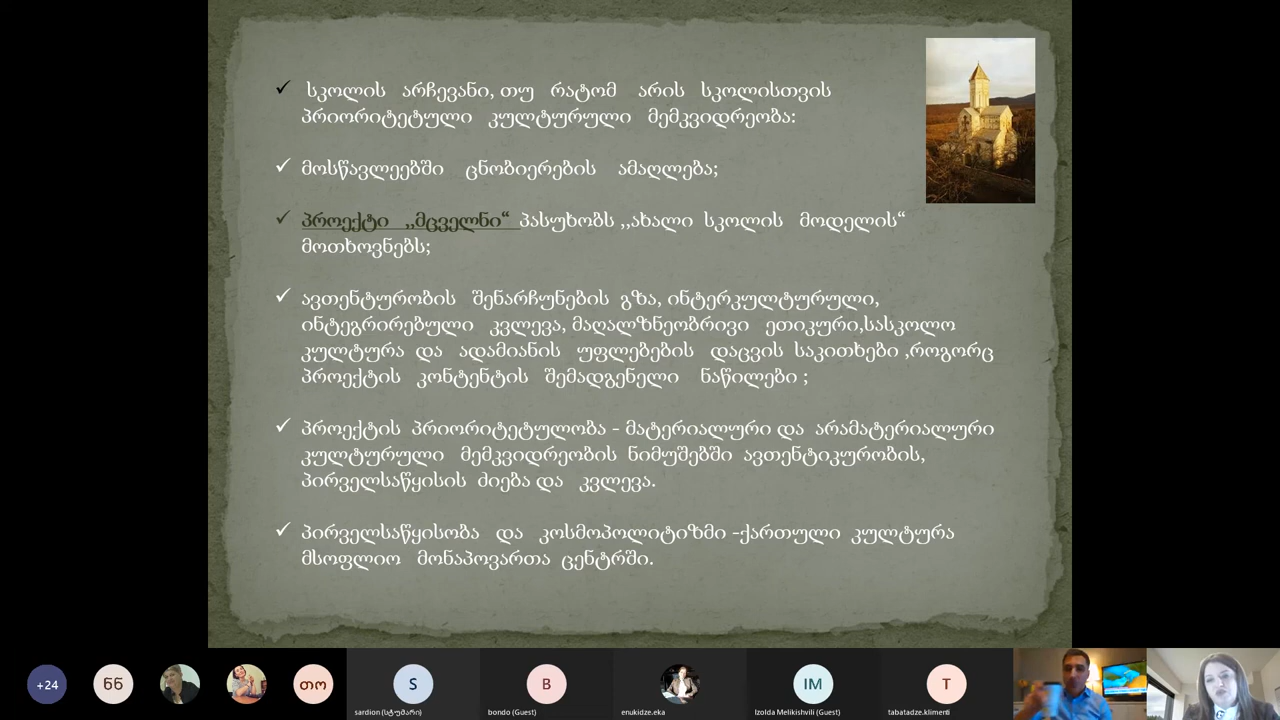 სკოლის არჩევანი, თუ რატომ არის სკოლისთვის
პრიორიტეტული კულტურული მემკვიდრეობა:
მოსწავლეებში ცნობიერების ამაღლება;
პროექტი ,,მცველნი“ პასუხობს ,,ახალი სკოლის მოდელის“
მოთხოვნებს;
ავთენტურობის შენარჩუნების გზა, ინტერკულტურული,
ინტეგრირებული კვლევა, მაღალზნეობრივი ეთიკური,სასკოლო
კულტურა და ადამიანის უფლებების დაცვის საკითხები ,როგორც
პროექტის კონტენტის შემადგენელი ნაწილები ;
პროექტის პრიორიტეტულობა - მატერიალური და არამატერიალური
კულტურული მემკვიდრეობის ნიმუშებში ავთენტიკურობის,
პირველსაწყისის ძიება და კვლევა.
პირველსაწყისობა და კოსმოპოლიტიზმი -ქართული კულტურა
მსოფლიო მონაპოვართა ცენტრში.
+24 ნნ თო S B IM T
sardion (სტუმარი) bondo (Guest) enukidze.eka Izolda Melikishvili (Guest) tabatadze.klimenti